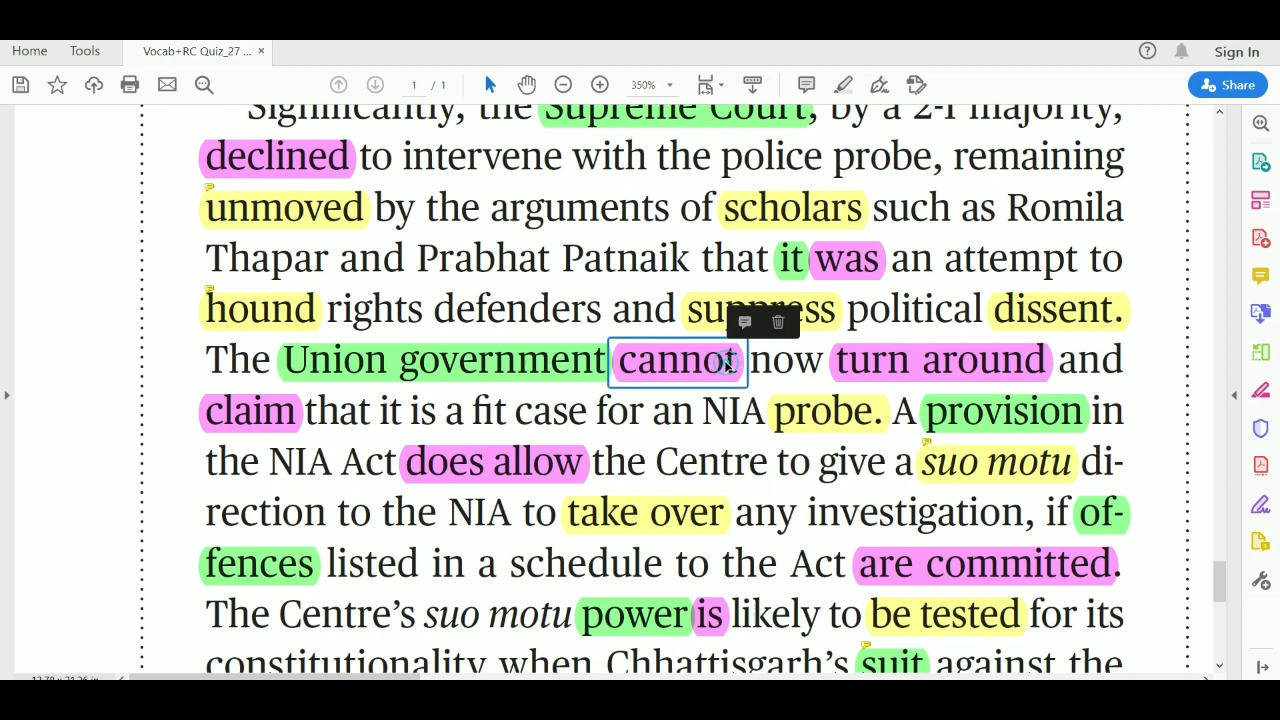 Home Tools Vocab+RC Quiz_27 ... × Sign In
1 / 1 350% Share
Significantly, the Supreme Court, by a 2-1 majority,
declined to intervene with the police probe, remaining
unmoved by the arguments of scholars such as Romila
Thapar and Prabhat Patnaik that it was an attempt to
hound rights defenders and suppress political dissent.
The Union government cannot now turn around and
claim that it is a fit case for an NIA probe. A provision in
the NIA Act does allow the Centre to give a suo motu di-
rection to the NIA to take over any investigation, if of-
fences listed in a schedule to the Act are committed.
The Centre’s suo motu power is likely to be tested for its
constitutionality when Chhattisgarh’s suit against the